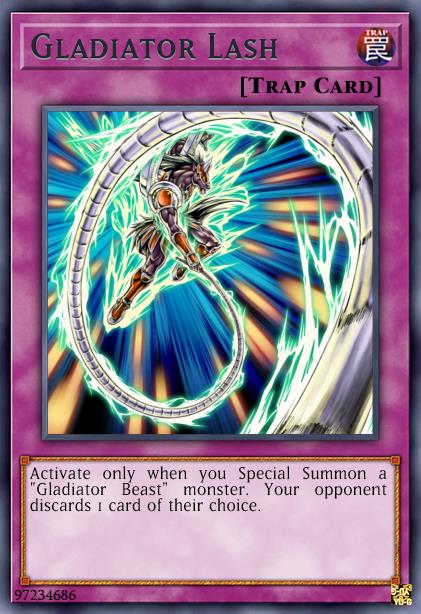 GLADIATOR LASH
TRAP
罠
[TRAP CARD]
Activate only when you Special Summon a
"Gladiator Beast" monster. Your opponent
discards 1 card of their choice.
97234686